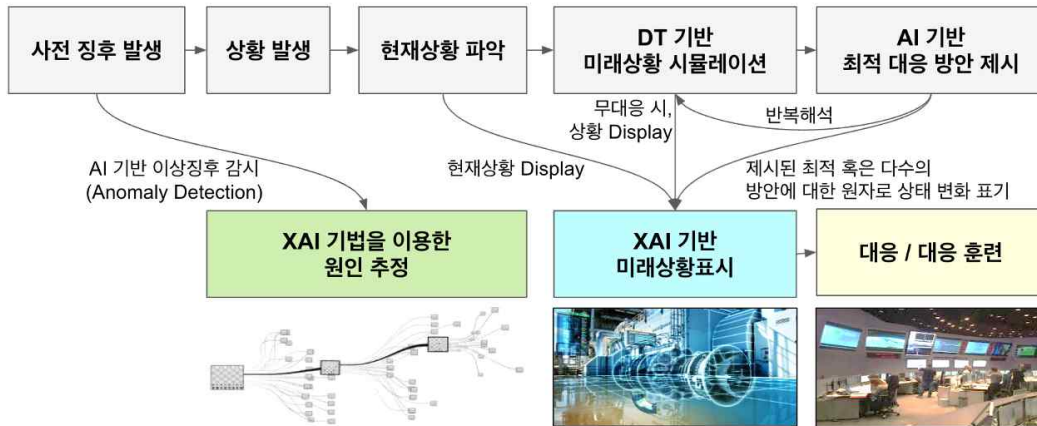 사전 징후 발생
상황 발생
현재상황 파악
DT 기반
미래상황 시뮬레이션
AI 기반
최적 대응 방안 제시
무대응 시,
상황 Display
반복해석
AI 기반 이상징후 감시
(Anomaly Detection)
현재상황 Display
제시된 최적 혹은 다수의
방안에 대한 원자로 상태 변화 표기
XAI 기법을 이용한
원인 추정
XAI 기반
미래상황표시
대응 / 대응 훈련